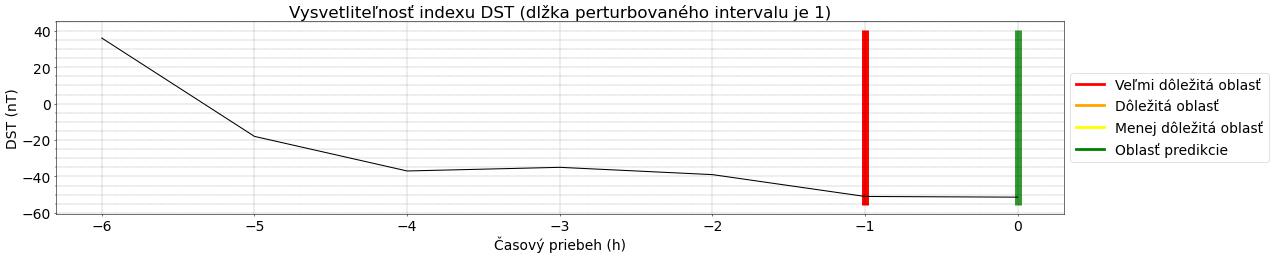 Vysvetliteľnosť indexu DST (dĺžka perturbovaného intervalu je 1)
DST (nT)
40
20
0
−20
−40
−60
−6
−5
−4
−3
−2
−1
0
Časový priebeh (h)
Veľmi dôležitá oblasť
Dôležitá oblasť
Menej dôležitá oblasť
Oblasť predikcie